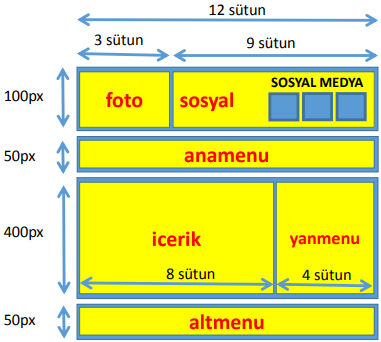 12 sütun
3 sütun
9 sütun
100px
foto
sosyal
SOSYAL MEDYA
50px
anamenu
400px
icerik
yanmenu
8 sütun
4 sütun
50px
altmenu